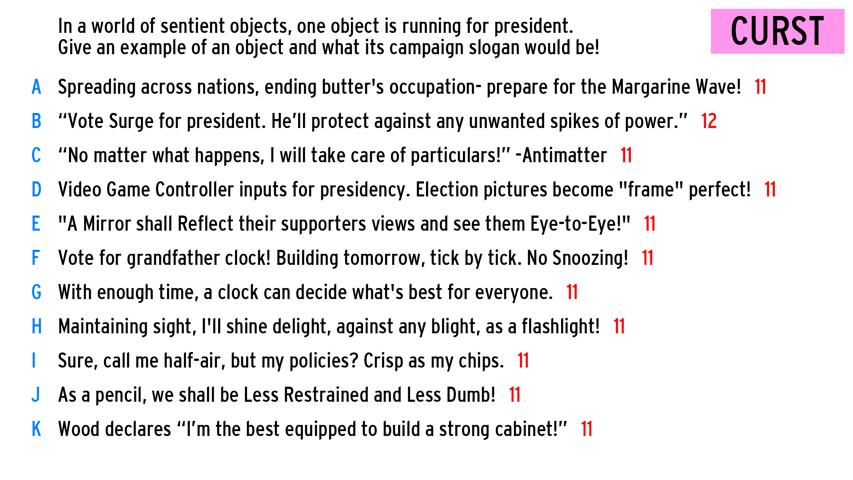 In a world of sentient objects, one object is running for president.
Give an example of an object and what its campaign slogan would be!
CURST
A Spreading across nations, ending butter's occupation- prepare for the Margarine Wave! 11
B “Vote Surge for president. He’ll protect against any unwanted spikes of power.” 12
C “No matter what happens, I will take care of particulars!” -Antimatter 11
D Video Game Controller inputs for presidency. Election pictures become "frame" perfect! 11
E "A Mirror shall Reflect their supporters views and see them Eye-to-Eye!" 11
F Vote for grandfather clock! Building tomorrow, tick by tick. No Snoozing! 11
G With enough time, a clock can decide what's best for everyone. 11
H Maintaining sight, I'll shine delight, against any blight, as a flashlight! 11
I Sure, call me half-air, but my policies? Crisp as my chips. 11
J As a pencil, we shall be Less Restrained and Less Dumb! 11
K Wood declares “I’m the best equipped to build a strong cabinet!” 11